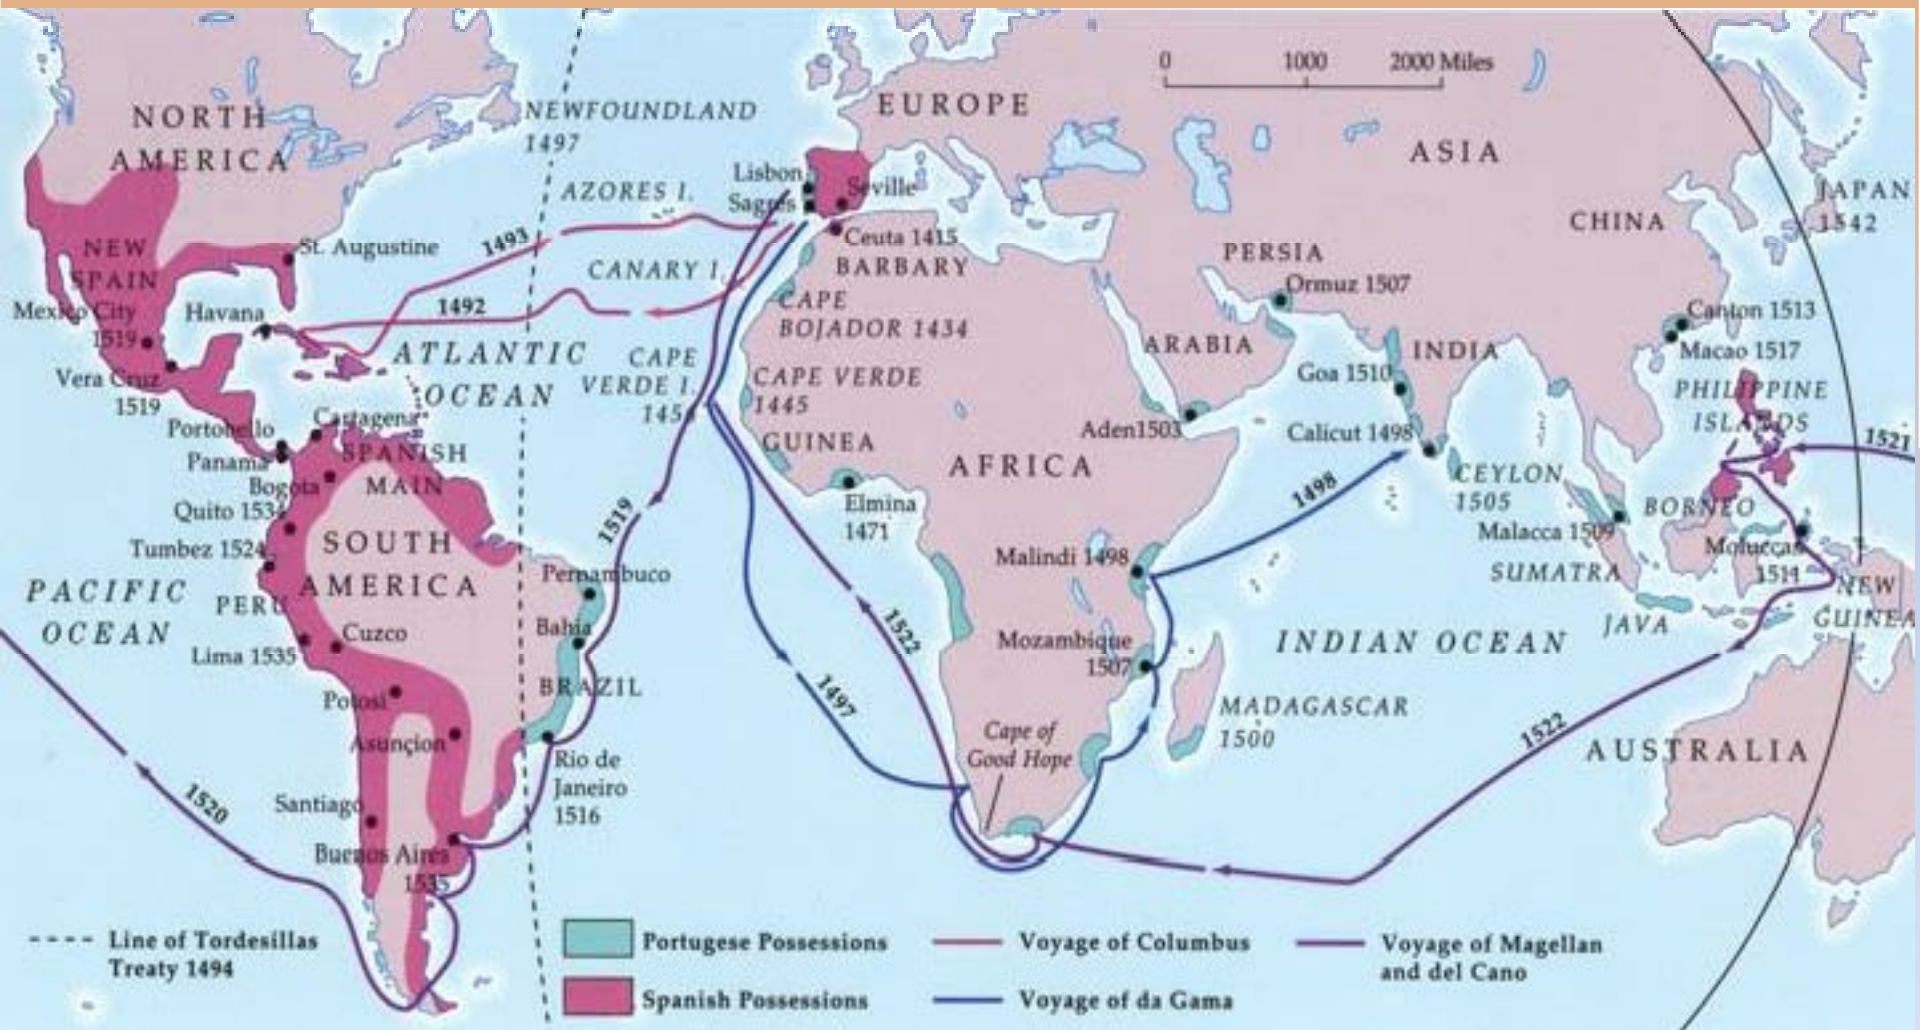 0 1000 2000 Miles
NORTH
AMERICA
NEWFOUNDLAND
1497
EUROPE
ASIA
Lisbon
Sagres
Seville
AZORES I.
1493
JAPAN
1542
CHINA
NEW
SPAIN
St. Augustine
Ceuta 1415
BARBARY
PERSIA
Ormuz 1507
CANARY I.
Mexico City
1519
Havana
1492
CAPE
BOJADOR 1434
Canton 1513
Macao 1517
ARABIA
INDIA
Goa 1510
ATLANTIC
OCEAN
CAPE
VERDE I.
145
CAPE VERDE
1445
Vera Cruz
1519
PHILIPPINE
ISLANDS
Portobello
Cartagena
Panama
SPANISH
MAIN
Bogota
GUINEA
Aden1503
Calicut 1498
1521
AFRICA
CEYLON
1505
1498
BORNEO
Malacca 1509
Quito 1534
Elmina
1471
1519
SOUTH
AMERICA
Tumbez 1524
Malindi 1498
Moluccas
1511
SUMATRA
NEW
GUINEA
Pernambuco
PACIFIC
OCEAN
PERU
JAVA
Bahia
Cuzco
Lima 1535
1522
Mozambique
1507
INDIAN OCEAN
BRAZIL
Potosi
1497
MADAGASCAR
1500
Asunçion
Cape of
Good Hope
1522
AUSTRALIA
Rio de
Janeiro
1516
1520
Santiago
Buenos Aires
1535
Line of Tordesillas
Treaty 1494
Portugese Possessions
Spanish Possessions
Voyage of Columbus
Voyage of da Gama
Voyage of Magellan
and del Cano